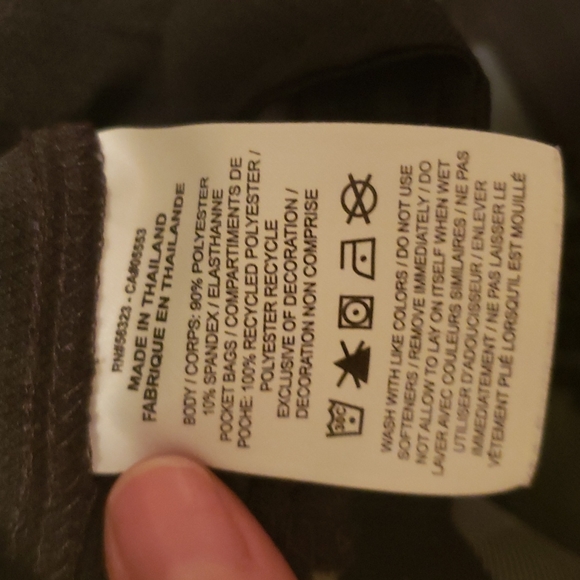 RN#56323 - CA#05553
MADE IN THAILAND
FABRIQUE EN THAILANDE
BODY / CORPS: 90% POLYESTER
10% SPANDEX / ELASTHANNE
POCKET BAGS / COMPARTIMENTS DE
POCHE: 100% RECYCLED POLYESTER /
POLYESTER RECYCLE
EXCLUSIVE OF DECORATION /
DECORATION NON COMPRISE
30C
WASH WITH LIKE COLORS / DO NOT USE
SOFTENERS / REMOVE IMMEDIATELY / DO
NOT ALLOW TO LAY ON ITSELF WHEN WET
LAVER AVEC COULEURS SIMILAIRES / NE PAS
UTILISER D'ADOUCISSEUR / ENLEVER
IMMÉDIATEMENT / NE PAS LAISSER LE
VÊTEMENT PLIÉ LORSQU'IL EST MOUILLÉ